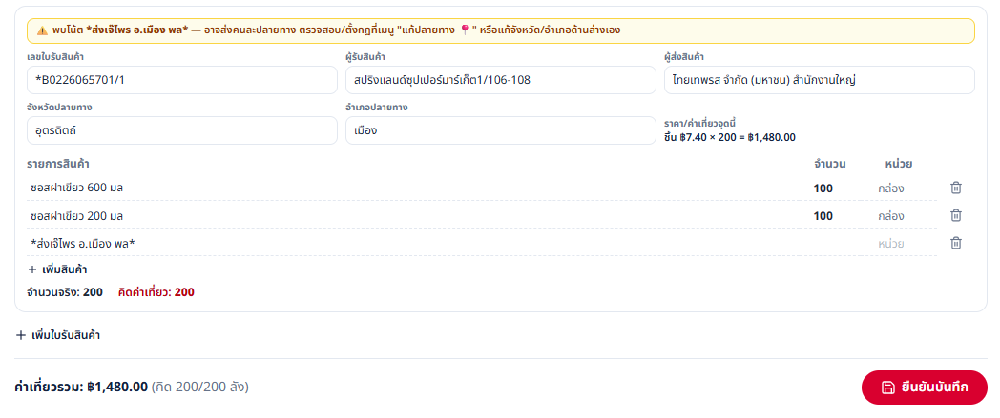 ⚠️ พบโน้ต *ส่งเจ๊ไพร อ.เมือง พล* — อาจส่งคนละปลายทาง ตรวจสอบ/ตั้งกฎที่เมนู "แก้ปลายทาง 📍" หรือแก้จังหวัด/อำเภอด้านล่างเอง
เลขใบรับสินค้า ผู้รับสินค้า ผู้ส่งสินค้า
*B0226065701/1 สปริงแลนด์ซุปเปอร์มาร์เก็ต1/106-108 ไทยเทพรส จำกัด (มหาชน) สำนักงานใหญ่
จังหวัดปลายทาง อำเภอปลายทาง
อุตรดิตถ์ เมือง
ราคา/ค่าเที่ยวจุดนี้
ชิ้น ฿7.40 × 200 = ฿1,480.00
รายการสินค้า จำนวน หน่วย
ซอสฝาเขียว 600 มล 100 กล่อง
ซอสฝาเขียว 200 มล 100 กล่อง
*ส่งเจ๊ไพร อ.เมือง พล* หน่วย
+ เพิ่มสินค้า
จำนวนจริง: 200 คิดค่าเที่ยว: 200
+ เพิ่มใบรับสินค้า
ค่าเที่ยวรวม: ฿1,480.00 (คิด 200/200 ลัง) ยืนยันบันทึก